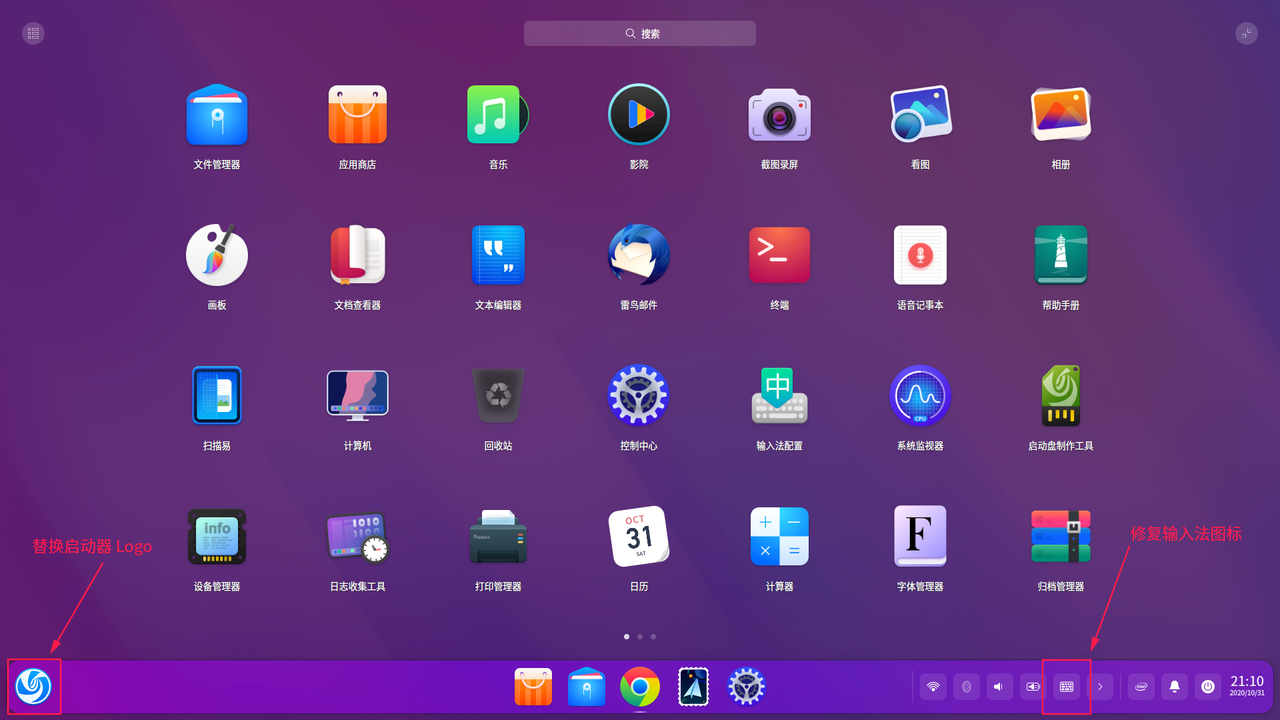 搜索
文件管理器
应用商店
音乐
影院
截图录屏
看图
相册
画板
文档查看器
文本编辑器
雷鸟邮件
终端
语音记事本
帮助手册
中
CPU
扫描易
计算机
回收站
控制中心
输入法配置
系统监视器
启动盘制作工具
info
1010
OCT
31
SAT
F
设备管理器
日志收集工具
打印管理器
日历
计算器
字体管理器
归档管理器
替换启动器 Logo
修复输入法图标
21:10
2020/10/31